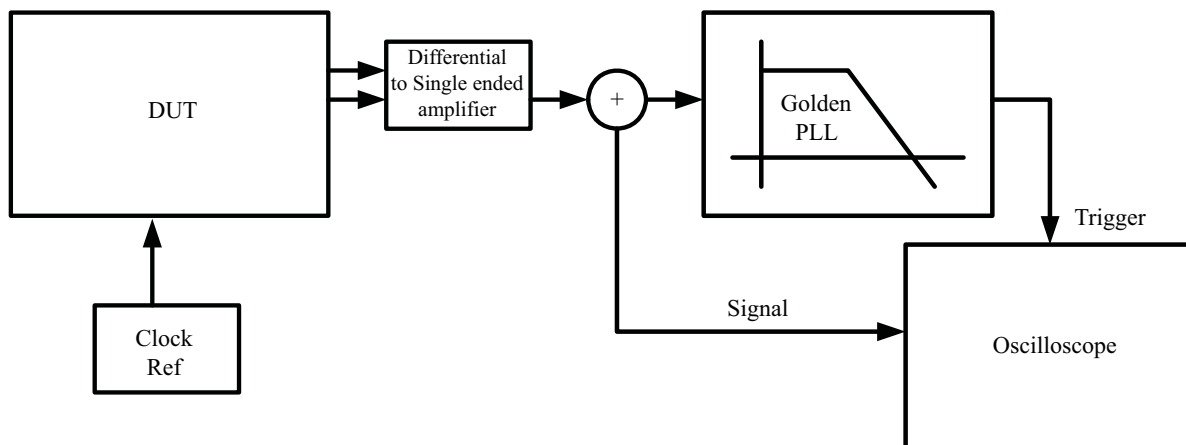 DUT
Differential
to Single ended
amplifier
+
Golden
PLL
Trigger
Clock
Ref
Signal
Oscilloscope